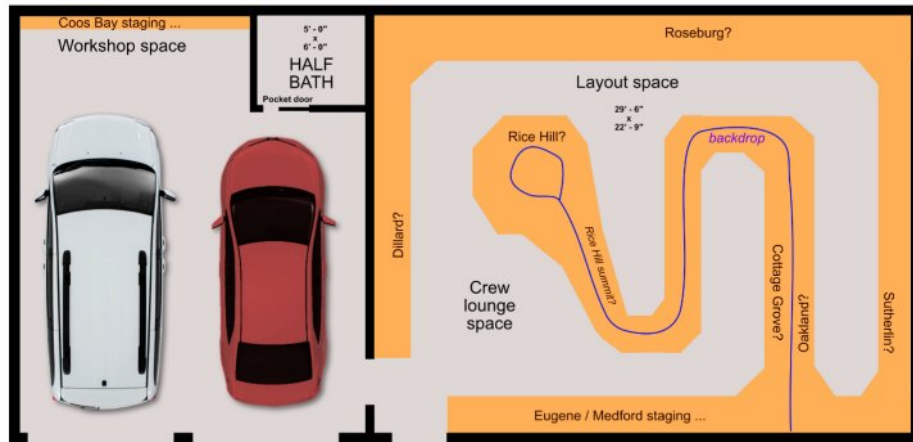 Coos Bay staging ...
Workshop space
5' - 0"
x
6' - 0"
HALF
BATH
Pocket door
Roseburg?
Layout space
29' - 6"
x
22' - 9"
Rice Hill?
backdrop
Dillard?
Rice Hill summit?
Crew
lounge
space
Cottage Grove?
Oakland?
Sutherlin?
Eugene / Medford staging ...